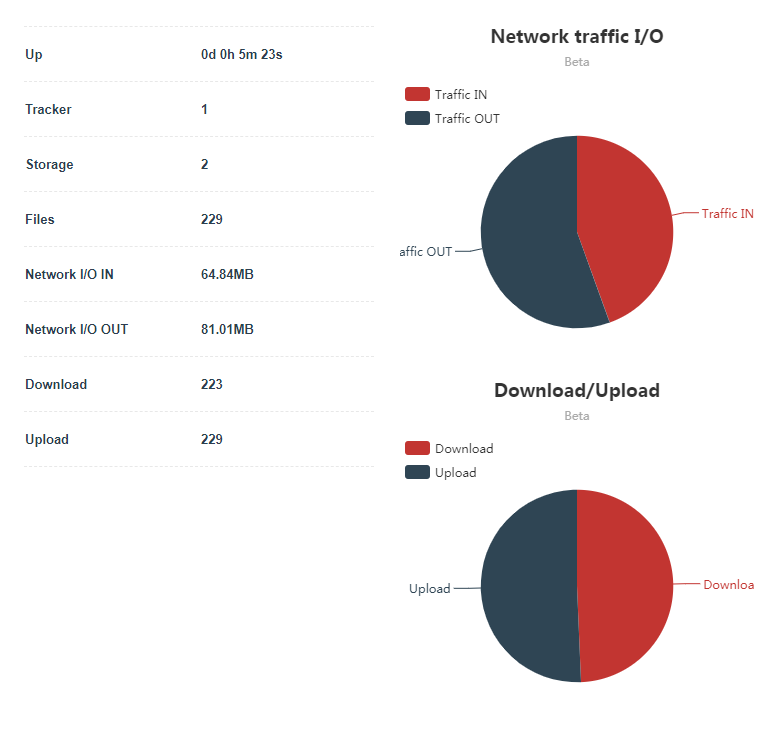 Up 0d 0h 5m 23s
Tracker 1
Storage 2
Files 229
Network I/O IN 64.84MB
Network I/O OUT 81.01MB
Download 223
Upload 229
Network traffic I/O
Beta
Traffic IN
Traffic OUT
Traffic IN
affic OUT
Download/Upload
Beta
Download
Upload
Upload
Downloa